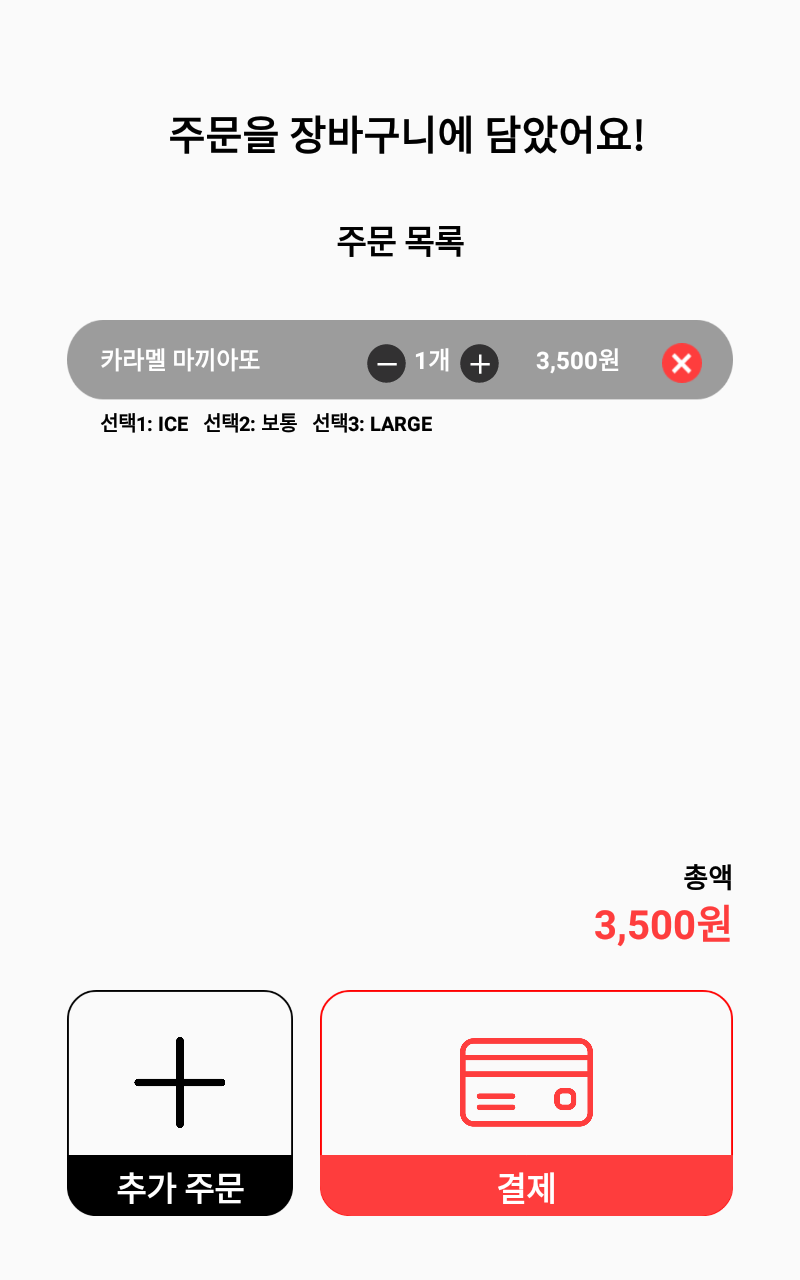 주문을 장바구니에 담았어요!
주문 목록
카라멜 마끼아또 1개 3,500원
선택1: ICE 선택2: 보통 선택3: LARGE
총액
3,500원
추가 주문
결제